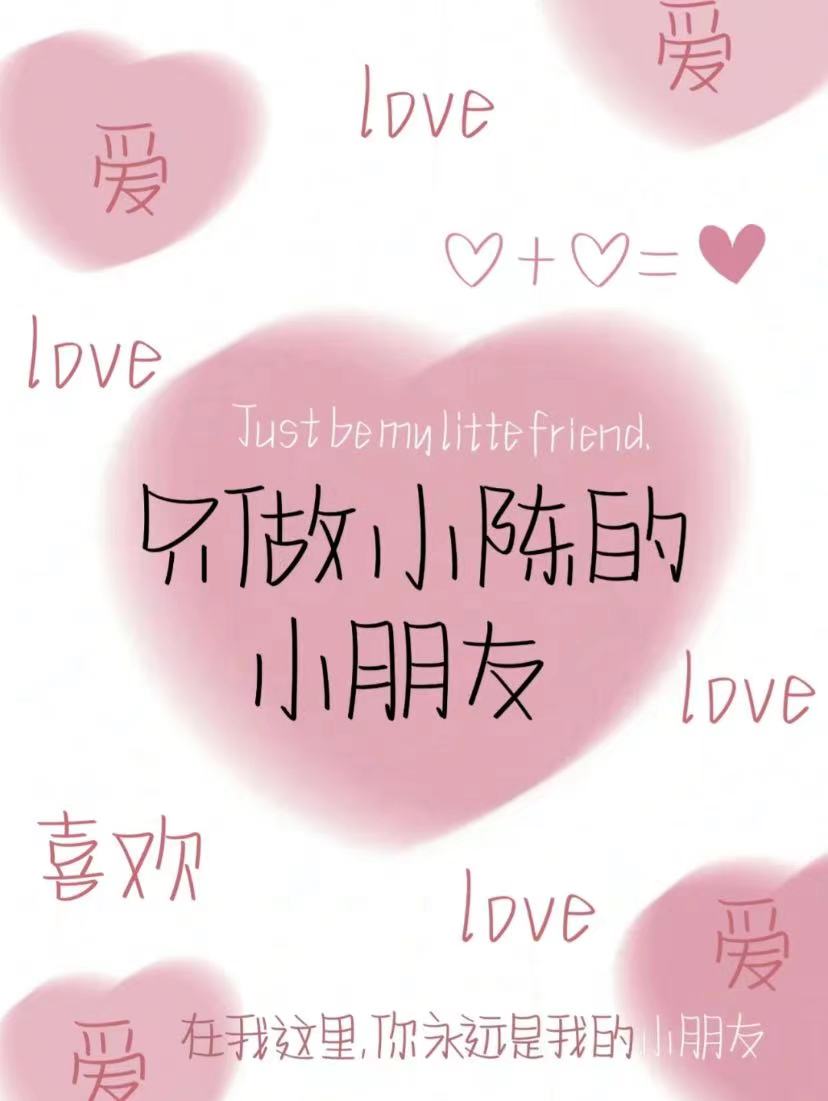 爱
爱
love
♡+♡=♥
love
Just be my litte friend.
只做小陈的
小朋友
love
喜欢
love
爱
在我这里,你永远是我的小朋友
爱